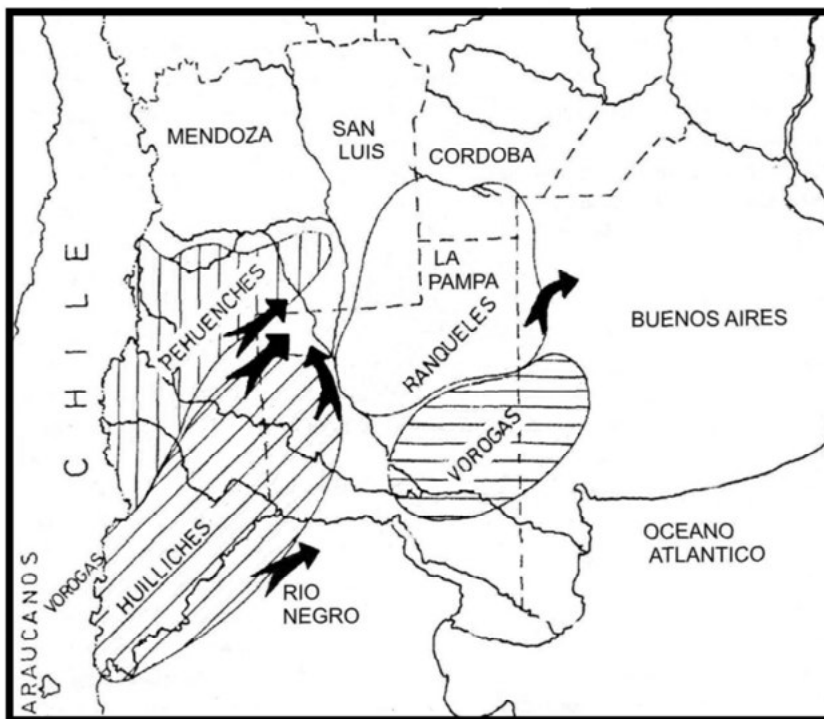 MENDOZA
SAN
LUIS
CORDOBA
CHILE
LA
PAMPA
PEHUENCHES
RANQUELES
BUENOS AIRES
VOROGAS
HUILLICHES
VOROGAS
ARAUCANOS
RIO
NEGRO
OCEANO
ATLANTICO